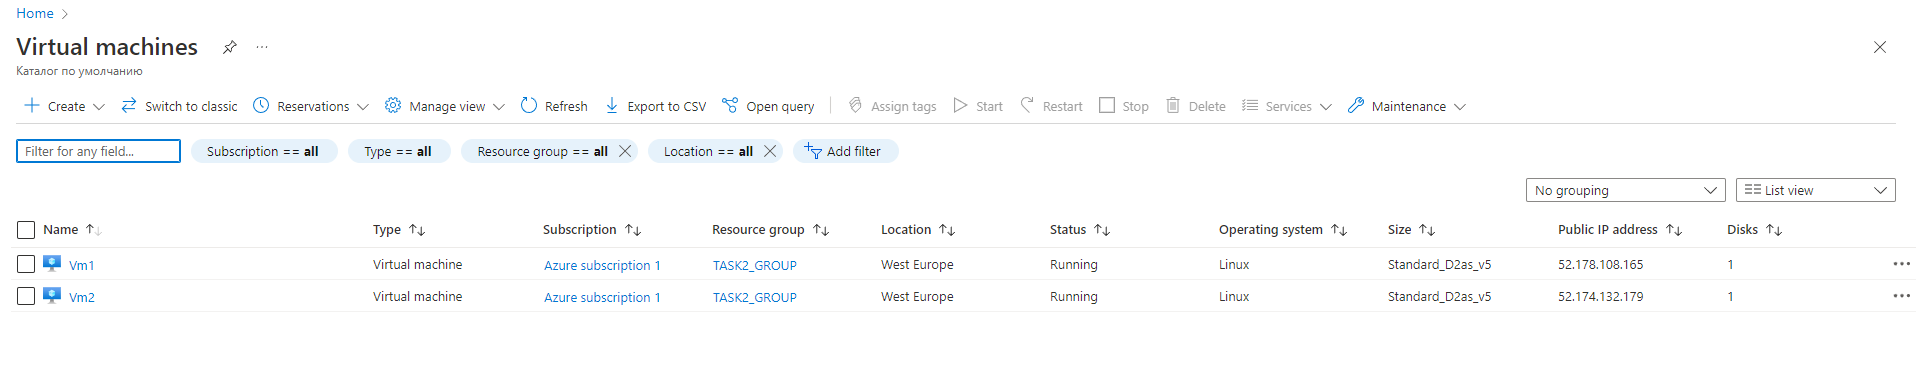 Home
Virtual machines
Каталог по умолчанию
Create Switch to classic Reservations Manage view Refresh Export to CSV Open query Assign tags Start Restart Stop Delete Services Maintenance
Filter for any field... Subscription == all Type == all Resource group == all Location == all Add filter
No grouping List view
Name Type Subscription Resource group Location Status Operating system Size Public IP address Disks
Vm1 Virtual machine Azure subscription 1 TASK2_GROUP West Europe Running Linux Standard_D2as_v5 52.178.108.165 1
Vm2 Virtual machine Azure subscription 1 TASK2_GROUP West Europe Running Linux Standard_D2as_v5 52.174.132.179 1